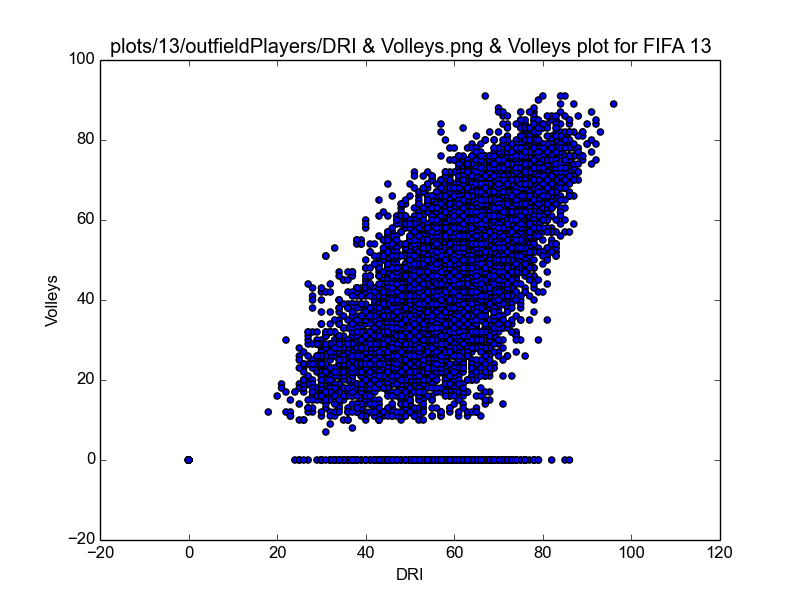 plots/13/outfieldPlayers/DRI & Volleys.png & Volleys plot for FIFA 13
100
80
60
40
20
0
−20
Volleys
−20 0 20 40 60 80 100 120
DRI